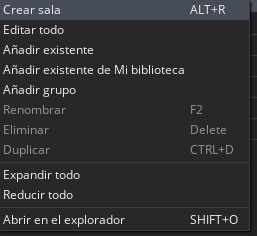 Crear sala ALT+R
Editar todo
Añadir existente
Añadir existente de Mi biblioteca
Añadir grupo
Renombrar F2
Eliminar Delete
Duplicar CTRL+D
Expandir todo
Reducir todo
Abrir en el explorador SHIFT+O